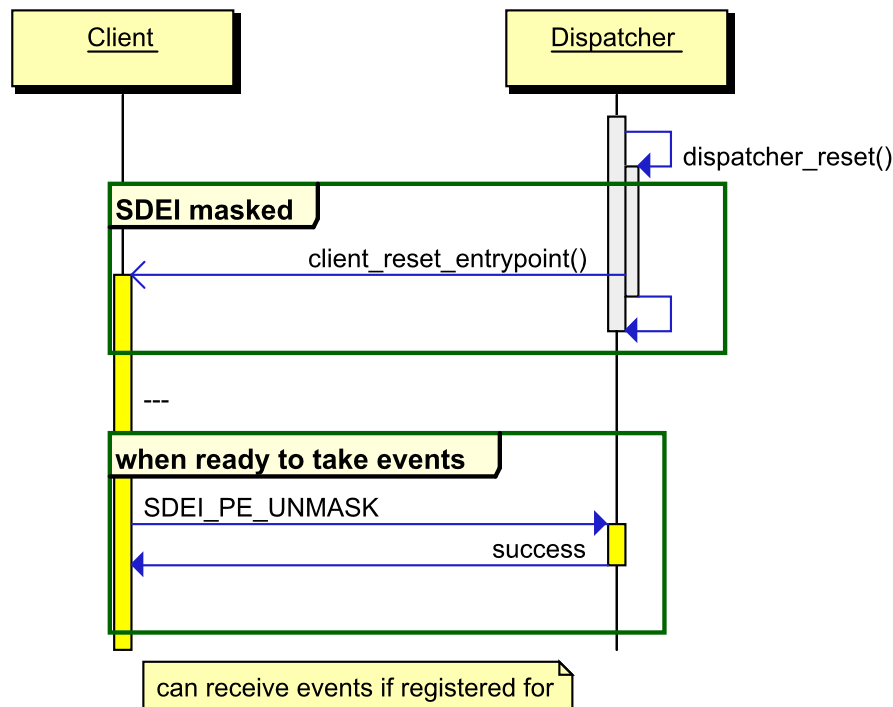 Client
Dispatcher
dispatcher_reset()
SDEI masked
client_reset_entrypoint()
---
when ready to take events
SDEI_PE_UNMASK
success
can receive events if registered for